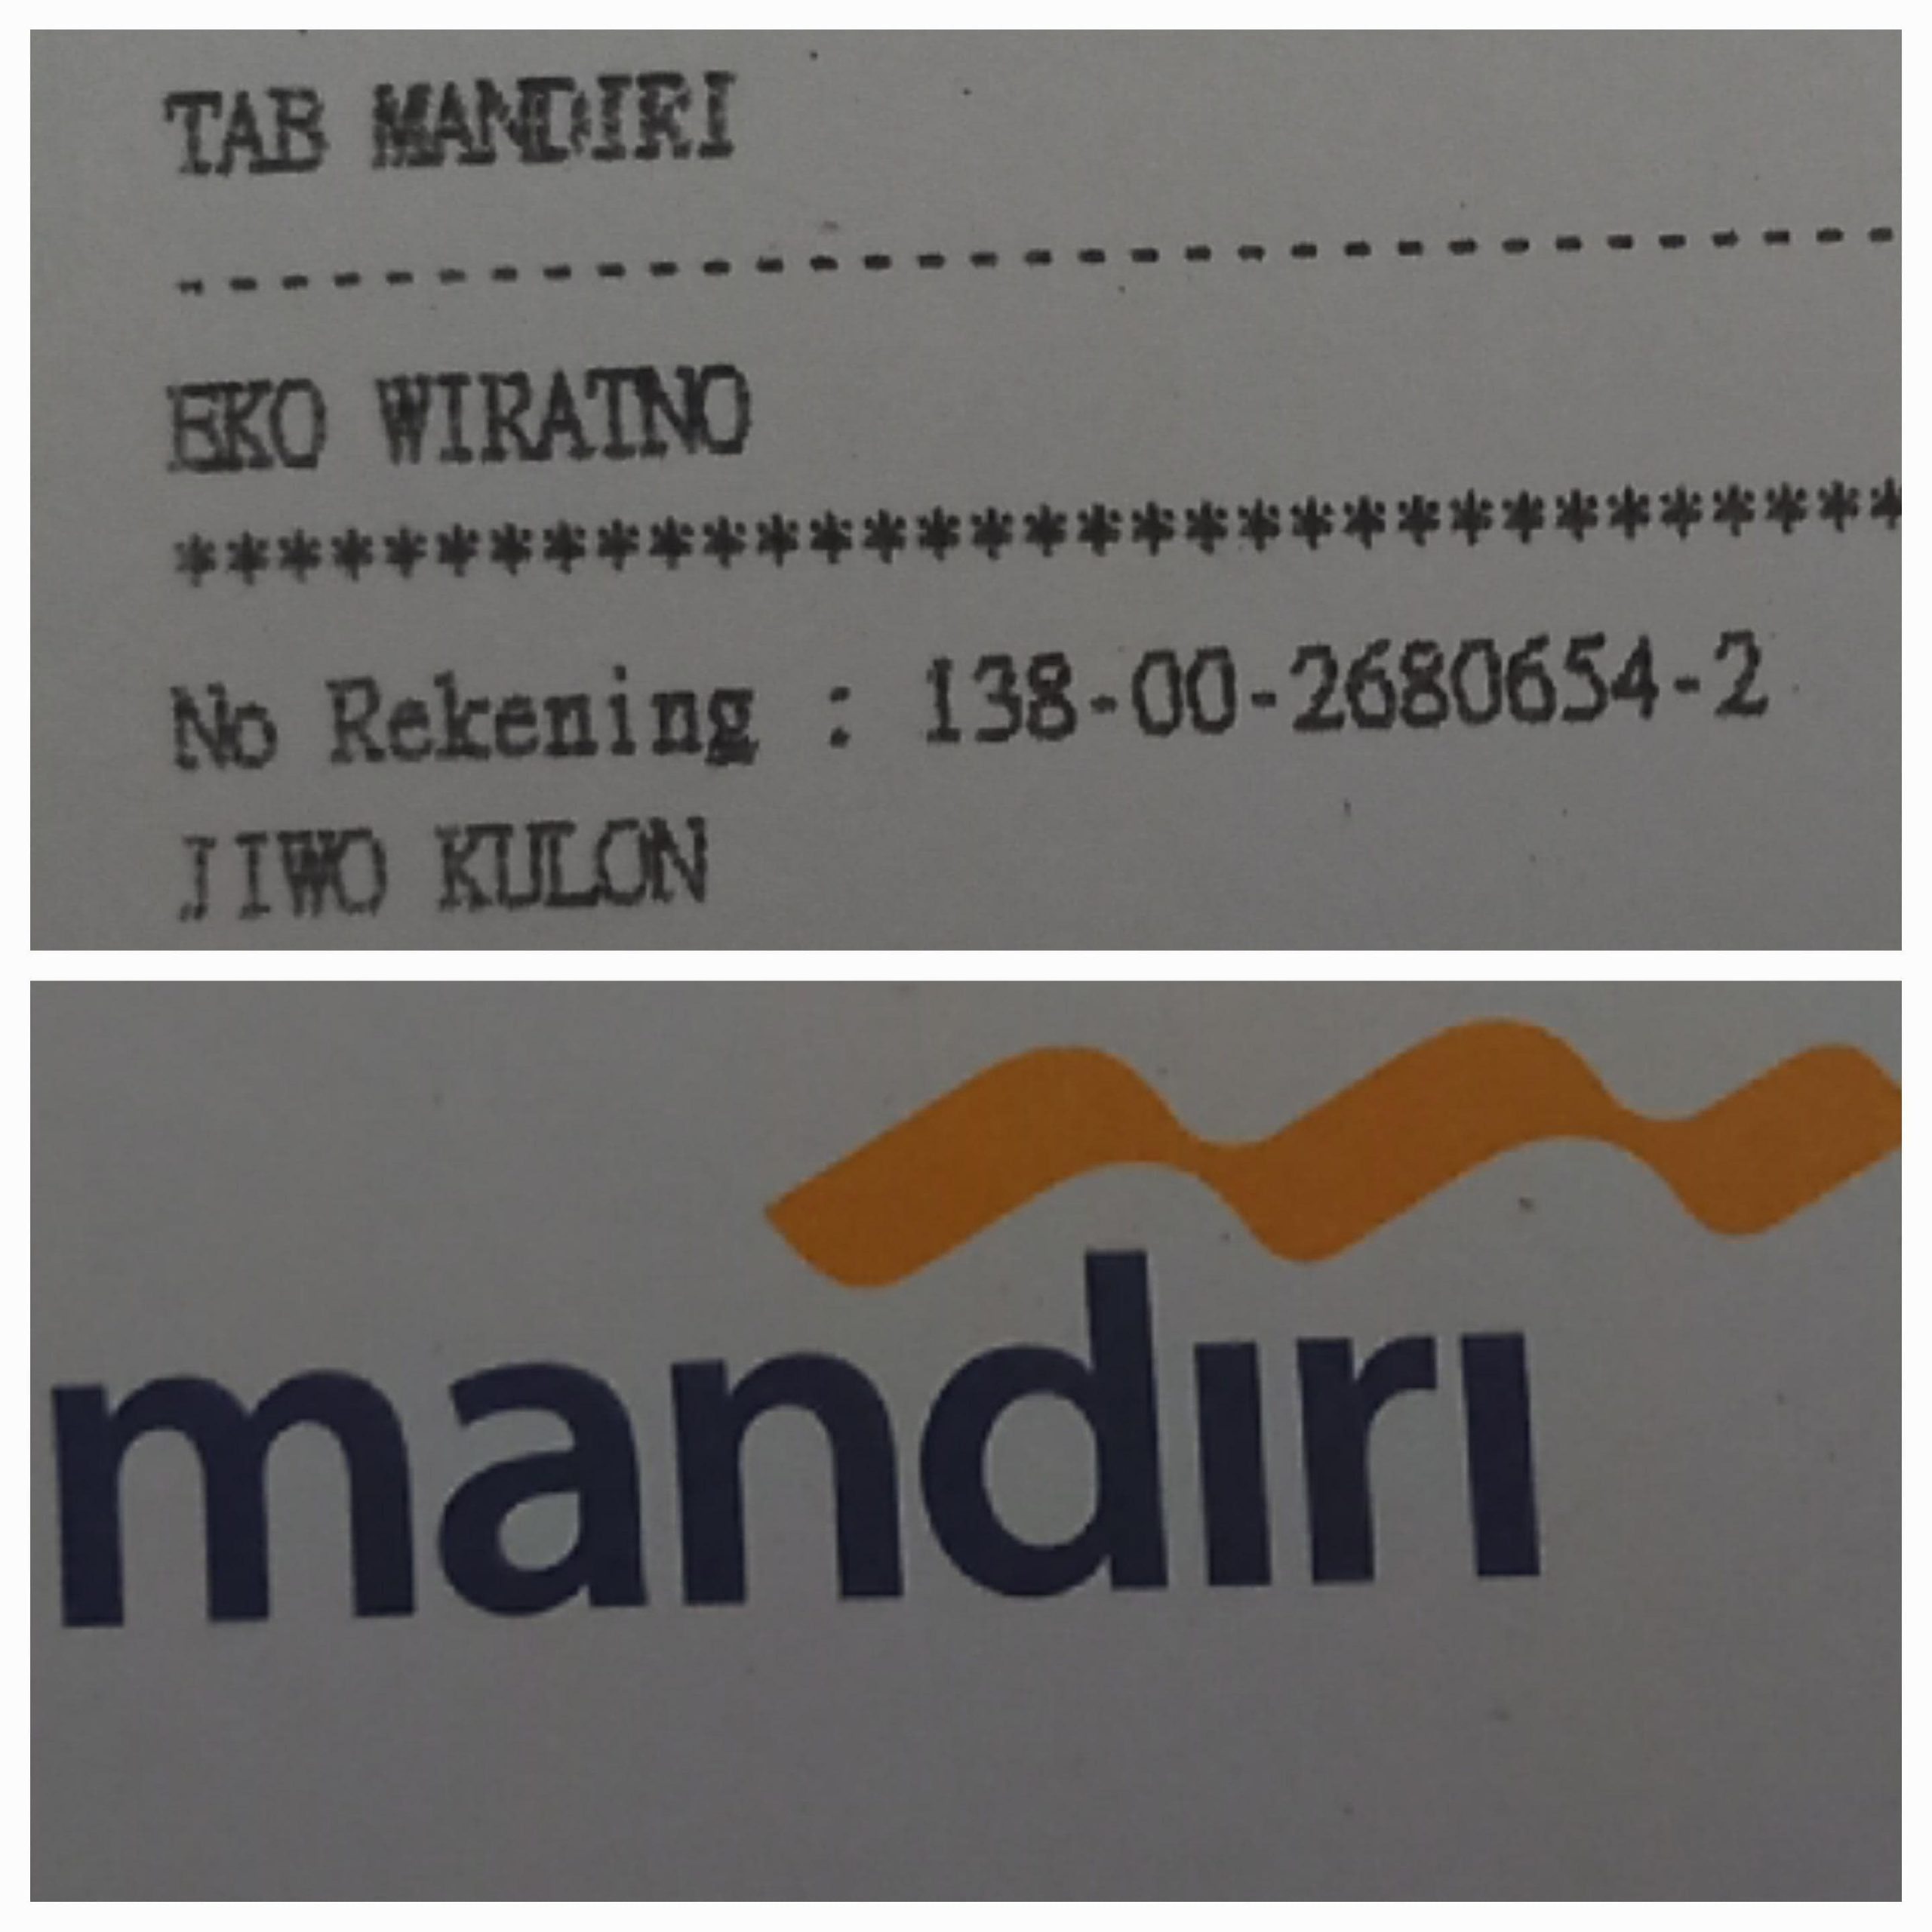 TAB MANDIRI
--------------------------------
EKO WIRATNO
*********************************
No Rekening : 138-00-2680654-2
JIWO KULON
mandiri